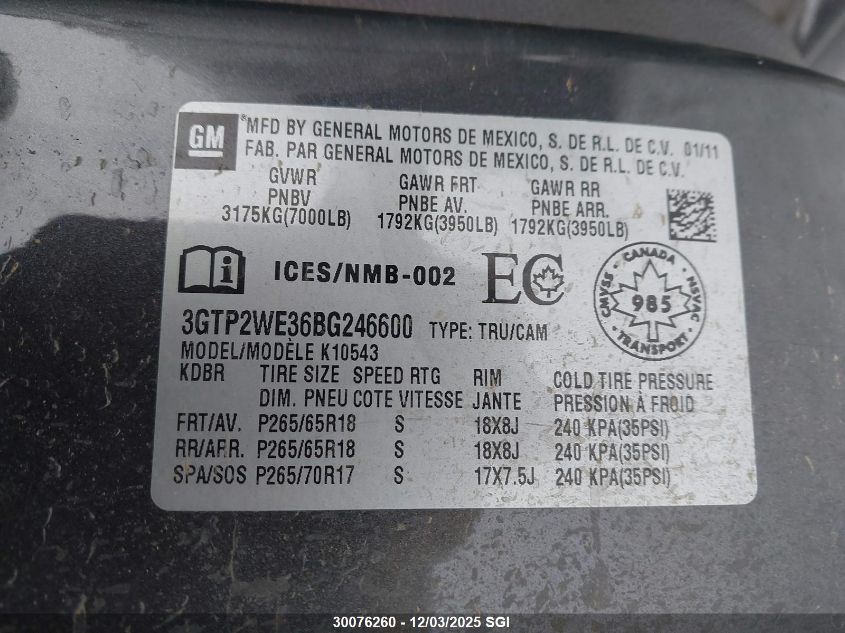 GM
MFD BY GENERAL MOTORS DE MEXICO, S. DE R.L. DE C.V. 01/11
FAB. PAR GENERAL MOTORS DE MEXICO, S. DE R.L. DE C.V.
GVWR GAWR FRT GAWR RR
PNBV PNBE AV. PNBE ARR.
3175KG(7000LB) 1792KG(3950LB) 1792KG(3950LB)
i ICES/NMB-002 EC
CANADA
CMVSS 985 NSVAC
TRANSPORT
3GTP2WE36BG246600 TYPE: TRU/CAM
MODEL/MODÈLE K10543
KDBR TIRE SIZE SPEED RTG RIM COLD TIRE PRESSURE
DIM. PNEU COTE VITESSE JANTE PRESSION À FROID
FRT/AV. P265/65R18 S 18X8J 240 KPA(35PSI)
RR/ARR. P265/65R18 S 18X8J 240 KPA(35PSI)
SPA/SOS P265/70R17 S 17X7.5J 240 KPA(35PSI)
30076260 - 12/03/2025 SGI